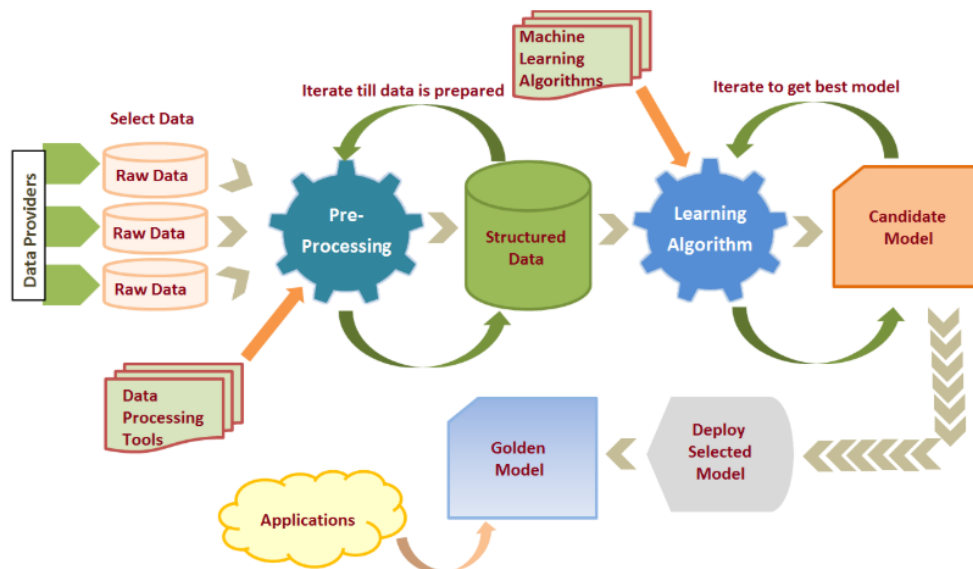 Machine
Learning
Algorithms
Iterate till data is prepared
Iterate to get best model
Select Data
Data Providers
Raw Data
Raw Data
Raw Data
Pre-
Processing
Structured
Data
Learning
Algorithm
Candidate
Model
Data
Processing
Tools
Golden
Model
Deploy
Selected
Model
Applications